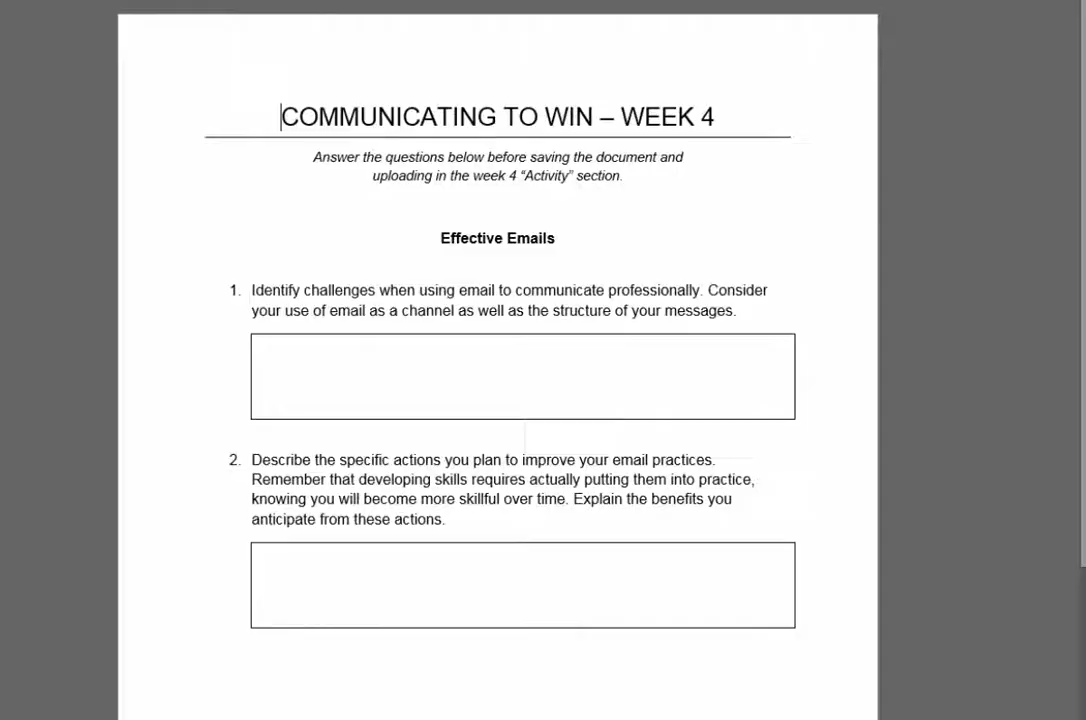 COMMUNICATING TO WIN – WEEK 4
Answer the questions below before saving the document and
uploading in the week 4 “Activity” section.
Effective Emails
1. Identify challenges when using email to communicate professionally. Consider
your use of email as a channel as well as the structure of your messages.
2. Describe the specific actions you plan to improve your email practices.
Remember that developing skills requires actually putting them into practice,
knowing you will become more skillful over time. Explain the benefits you
anticipate from these actions.